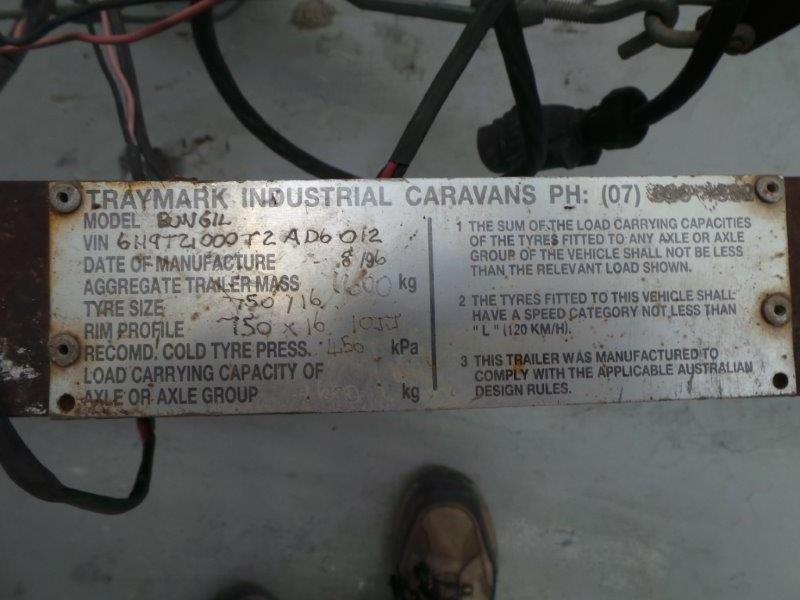 TRAYMARK INDUSTRIAL CARAVANS PH: (07)
MODEL BUNGIL
VIN 6H9T21000T2AD6012
DATE OF MANUFACTURE 8/96
AGGREGATE TRAILER MASS kg
TYRE SIZE 750/16
RIM PROFILE 750 x 16 10JJ
RECOMD. COLD TYRE PRESS. 450 kPa
LOAD CARRYING CAPACITY OF
AXLE OR AXLE GROUP kg
1 THE SUM OF THE LOAD CARRYING CAPACITIES
OF THE TYRES FITTED TO ANY AXLE OR AXLE
GROUP OF THE VEHICLE SHALL NOT BE LESS
THAN THE RELEVANT LOAD SHOWN.
2 THE TYRES FITTED TO THIS VEHICLE SHALL
HAVE A SPEED CATEGORY NOT LESS THAN
"L" (120 KM/H).
3 THIS TRAILER WAS MANUFACTURED TO
COMPLY WITH THE APPLICABLE AUSTRALIAN
DESIGN RULES.